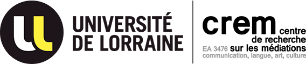 UNIVERSITÉ
DE LORRAINE
crem centre
de recherche
EA 3476 sur les médiations
communication, langue, art, culture